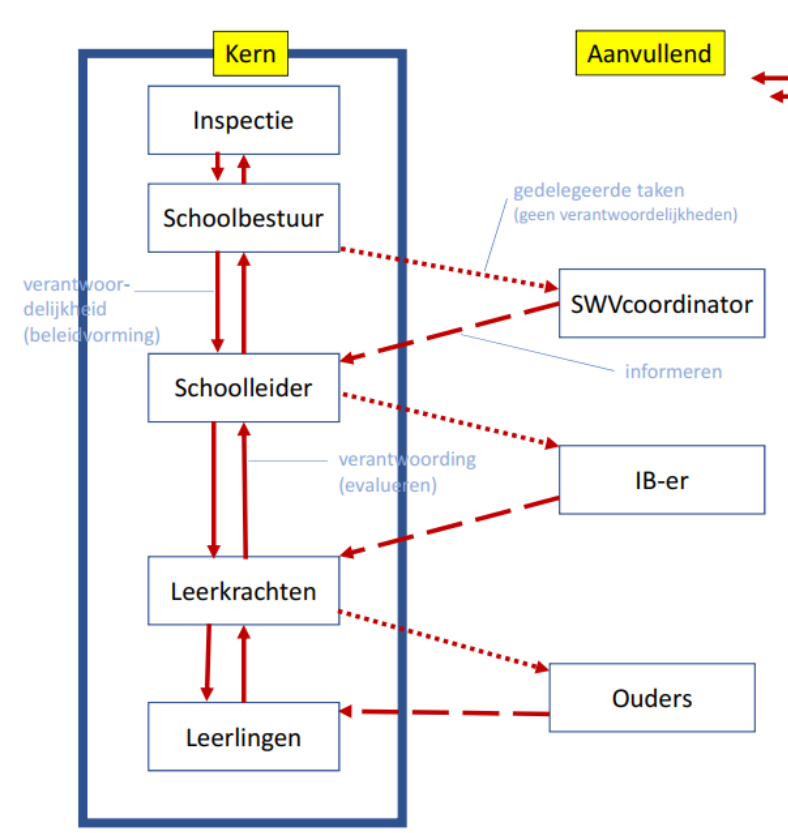 Kern
Aanvullend
Inspectie
Schoolbestuur
gedelegeerde taken
(geen verantwoordelijkheden)
verantwoor-
delijkheid
(beleidvorming)
SWVcoordinator
Schoolleider
informeren
verantwoording
(evalueren)
IB-er
Leerkrachten
Ouders
Leerlingen